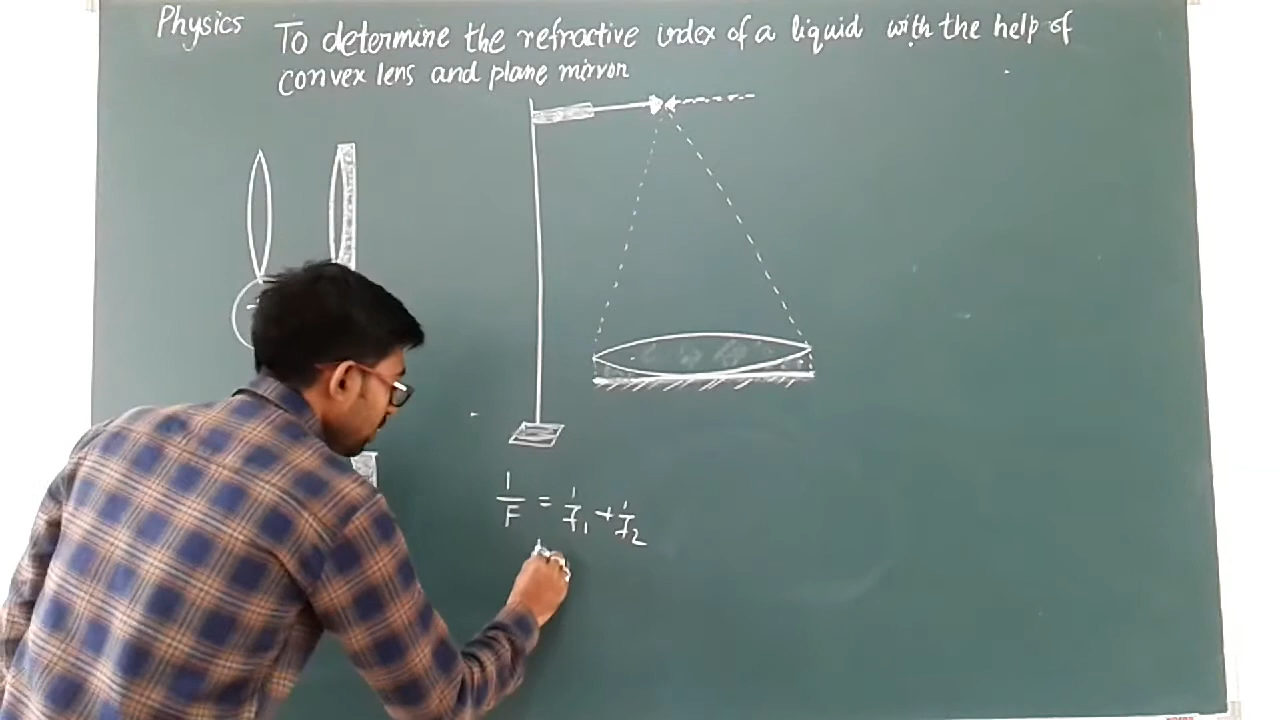 Physics
To determine the refractive index of a liquid with the help of
convex lens and plane mirror
1/F = 1/f₁ + 1/f₂